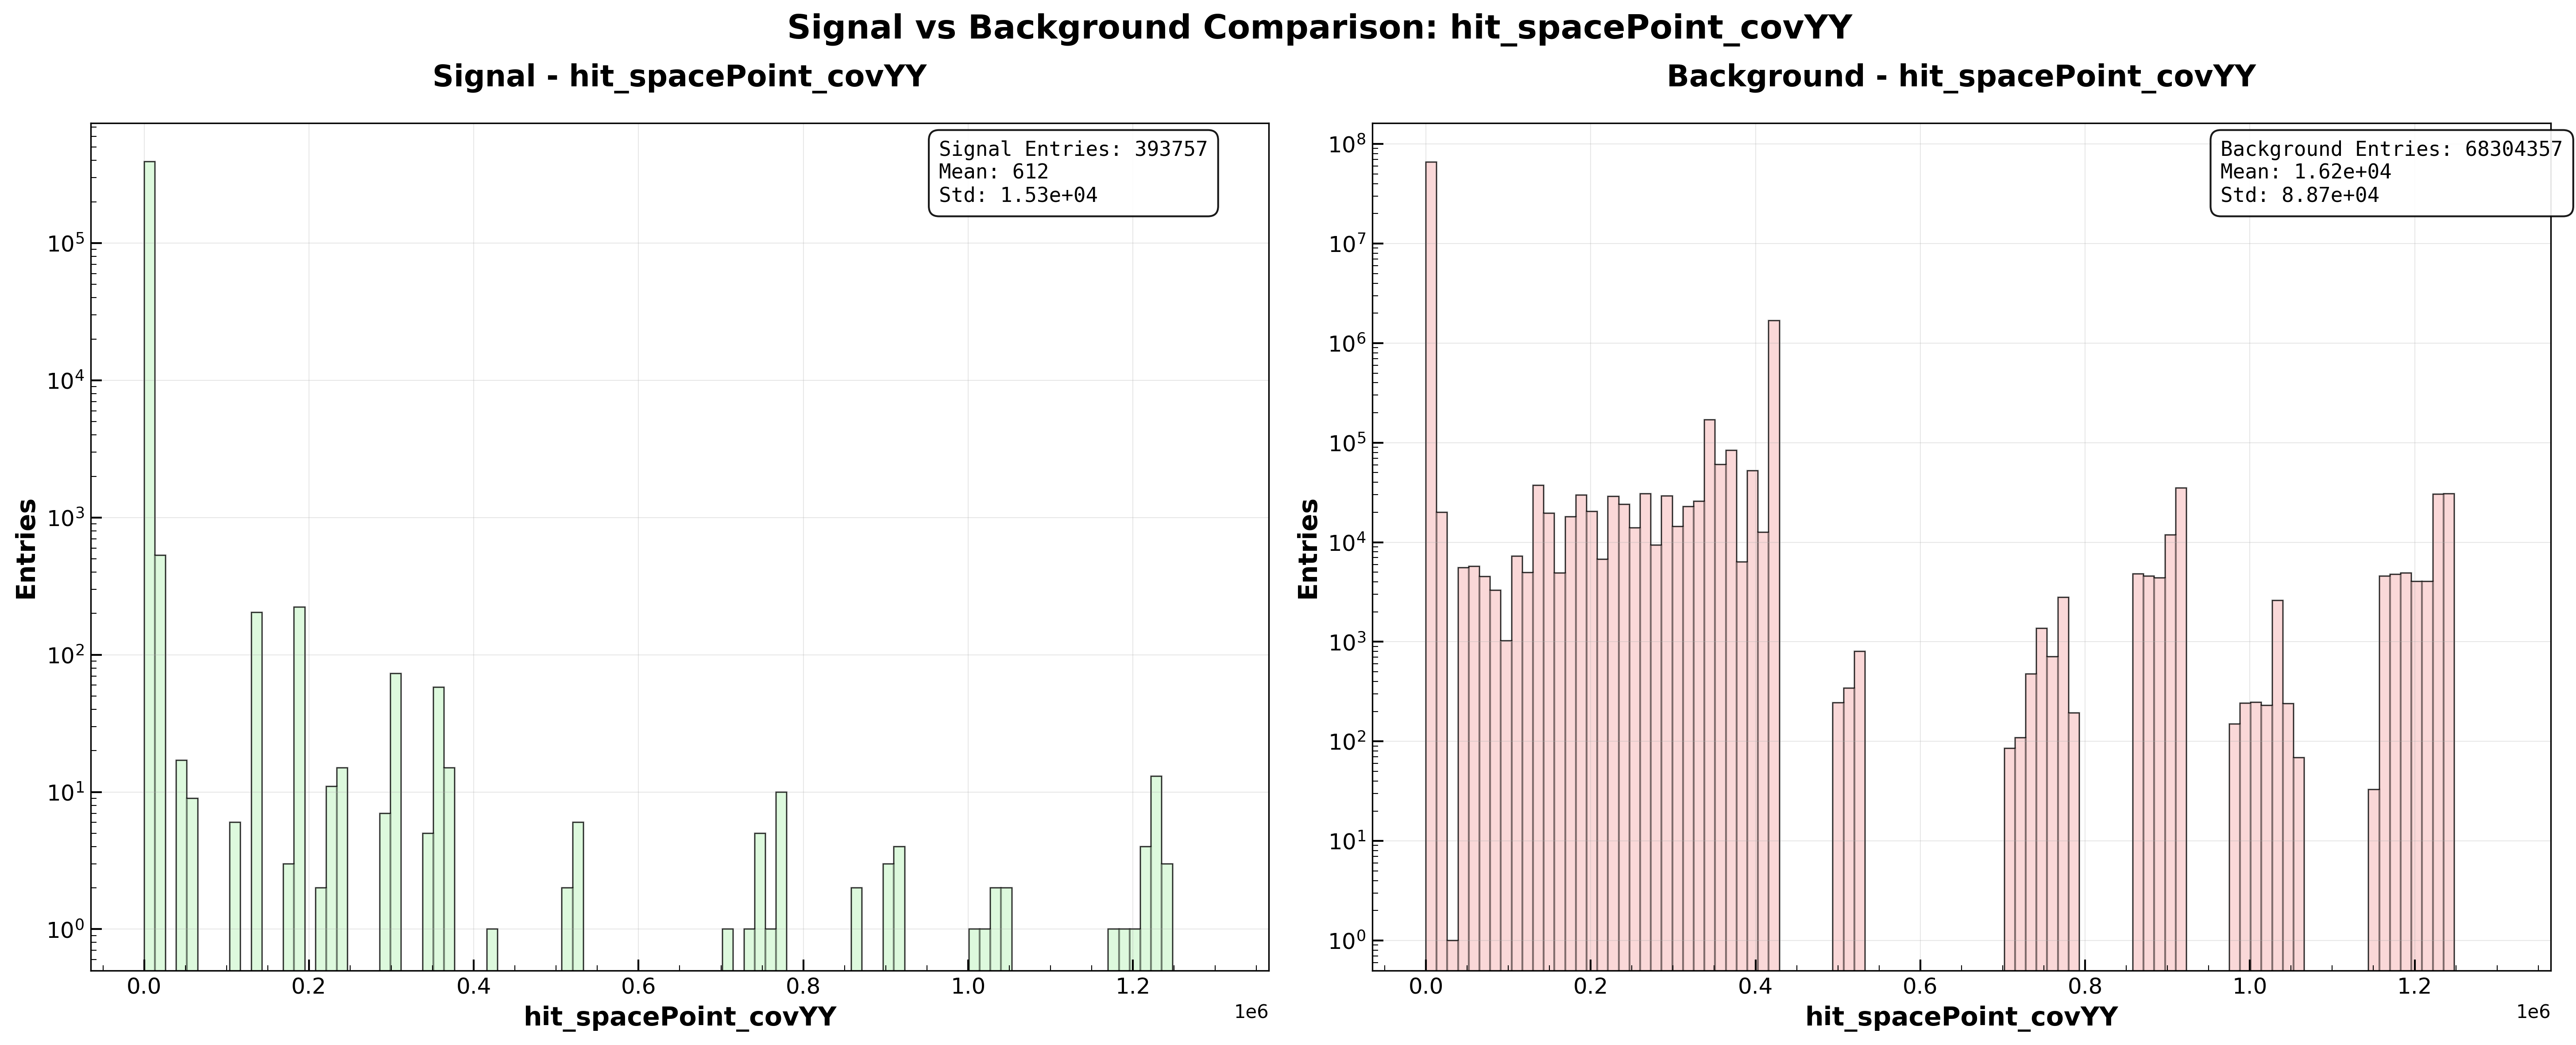 Signal vs Background Comparison: hit_spacePoint_covYY
Signal - hit_spacePoint_covYY
Signal Entries: 393757
Mean: 612
Std: 1.53e+04
Entries
10^5
10^4
10^3
10^2
10^1
10^0
0.0 0.2 0.4 0.6 0.8 1.0 1.2
1e6
hit_spacePoint_covYY
Background - hit_spacePoint_covYY
Background Entries: 68304357
Mean: 1.62e+04
Std: 8.87e+04
Entries
10^8
10^7
10^6
10^5
10^4
10^3
10^2
10^1
10^0
0.0 0.2 0.4 0.6 0.8 1.0 1.2
1e6
hit_spacePoint_covYY